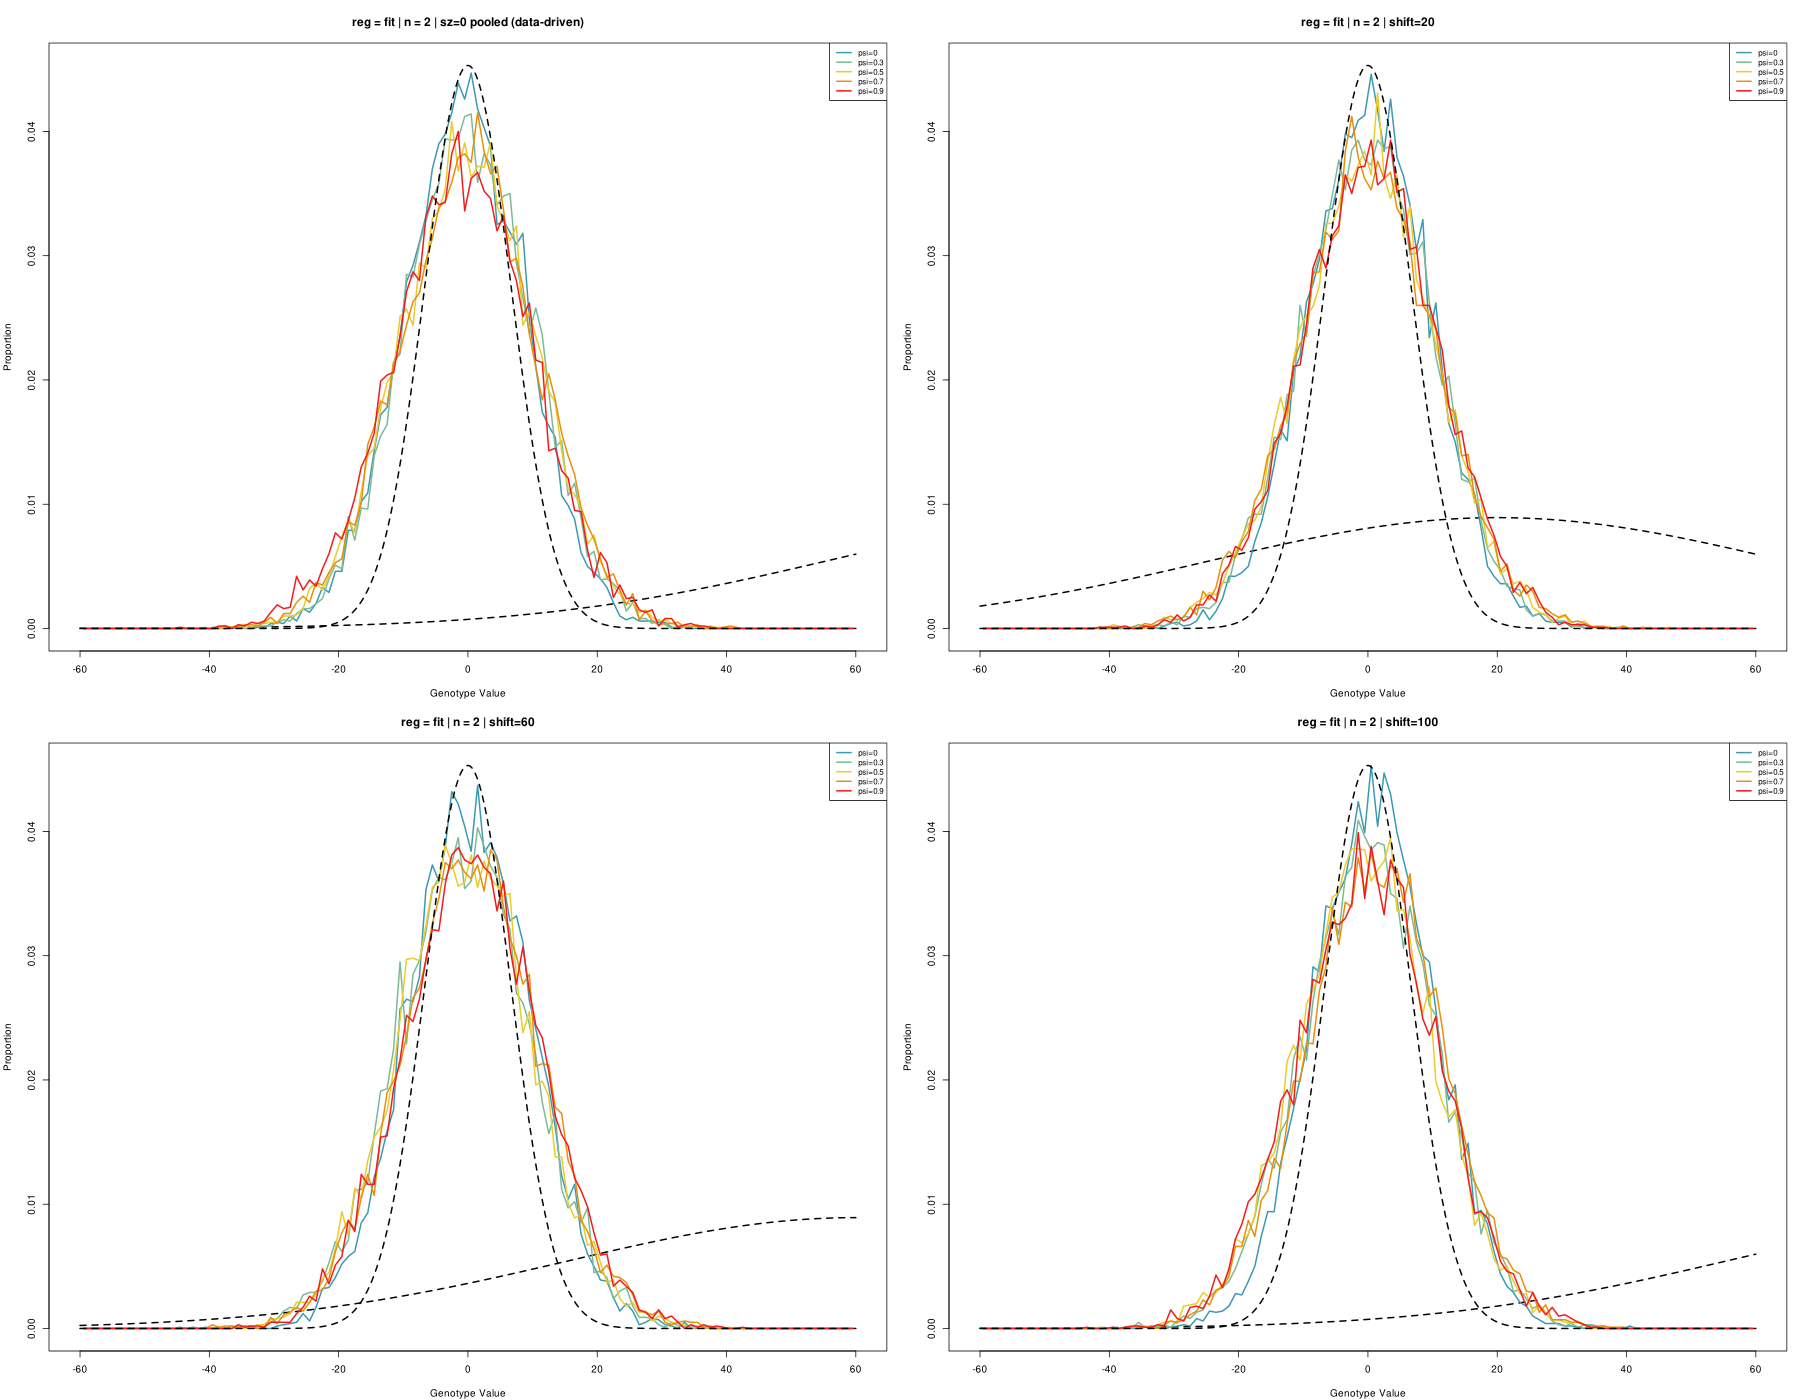 reg = fit | n = 2 | sz=0 pooled (data-driven)
psi=0
psi=0.3
psi=0.5
psi=0.7
psi=0.9
Proportion
0.04
0.03
0.02
0.01
0.00
-60 -40 -20 0 20 40 60
Genotype Value
reg = fit | n = 2 | shift=20
psi=0
psi=0.3
psi=0.5
psi=0.7
psi=0.9
Proportion
0.04
0.03
0.02
0.01
0.00
-60 -40 -20 0 20 40 60
Genotype Value
reg = fit | n = 2 | shift=60
psi=0
psi=0.3
psi=0.5
psi=0.7
psi=0.9
Proportion
0.04
0.03
0.02
0.01
0.00
-60 -40 -20 0 20 40 60
Genotype Value
reg = fit | n = 2 | shift=100
psi=0
psi=0.3
psi=0.5
psi=0.7
psi=0.9
Proportion
0.04
0.03
0.02
0.01
0.00
-60 -40 -20 0 20 40 60
Genotype Value